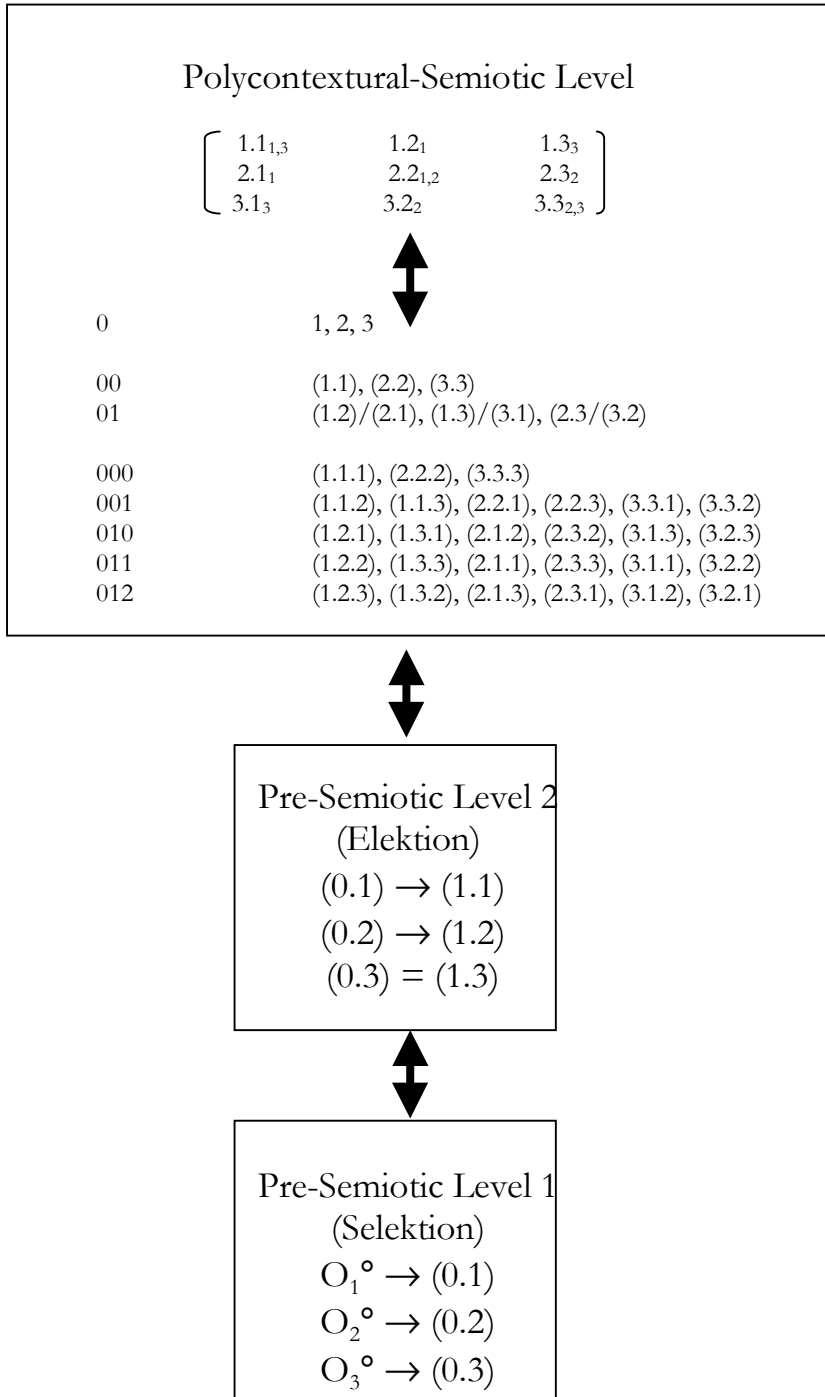 Polycontextural-Semiotic Level
1.1₁,₃ 1.2₁ 1.3₃
2.1₁ 2.2₁,₂ 2.3₂
3.1₃ 3.2₂ 3.3₂,₃
0 1, 2, 3
00 (1.1), (2.2), (3.3)
01 (1.2)/(2.1), (1.3)/(3.1), (2.3/(3.2)
000 (1.1.1), (2.2.2), (3.3.3)
001 (1.1.2), (1.1.3), (2.2.1), (2.2.3), (3.3.1), (3.3.2)
010 (1.2.1), (1.3.1), (2.1.2), (2.3.2), (3.1.3), (3.2.3)
011 (1.2.2), (1.3.3), (2.1.1), (2.3.3), (3.1.1), (3.2.2)
012 (1.2.3), (1.3.2), (2.1.3), (2.3.1), (3.1.2), (3.2.1)
Pre-Semiotic Level 2
(Elektion)
(0.1) → (1.1)
(0.2) → (1.2)
(0.3) = (1.3)
Pre-Semiotic Level 1
(Selektion)
O₁° → (0.1)
O₂° → (0.2)
O₃° → (0.3)